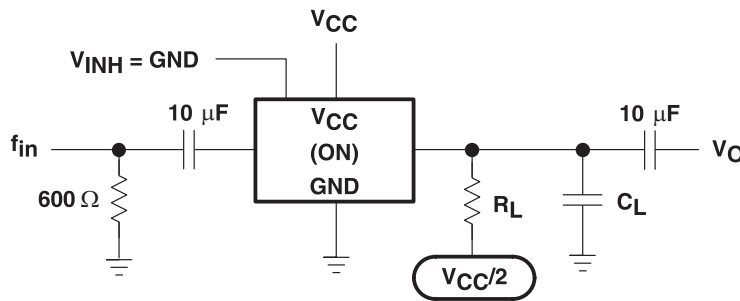 VCC
VINH = GND
10 μF
VCC
10 μF
fin
(ON)
VO
600 Ω
GND
RL
CL
VCC/2